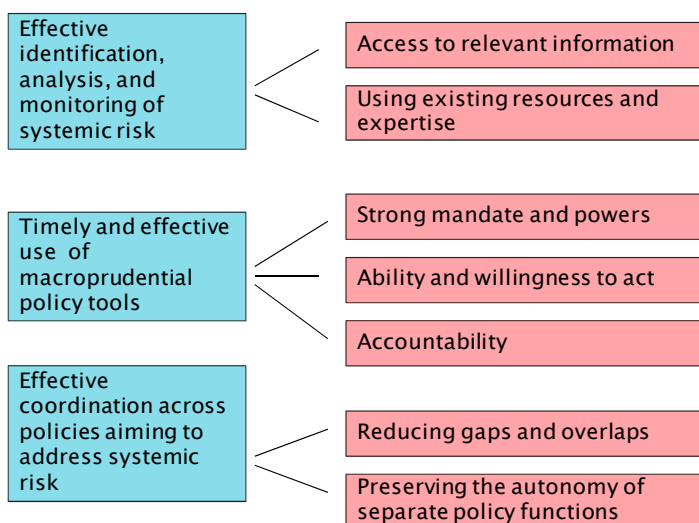 Effective
identification,
analysis, and
monitoring of
systemic risk
Access to relevant information
Using existing resources and
expertise
Timely and effective
use of
macroprudential
policy tools
Strong mandate and powers
Ability and willingness to act
Accountability
Effective
coordination across
policies aiming to
address systemic
risk
Reducing gaps and overlaps
Preserving the autonomy of
separate policy functions